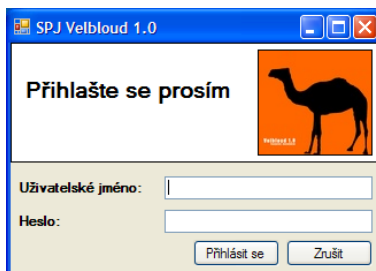 SPJ Velbloud 1.0
Přihlašte se prosím
Velbloud 1.0
Uživatelské jméno:
Heslo:
Přihlásit se
Zrušit